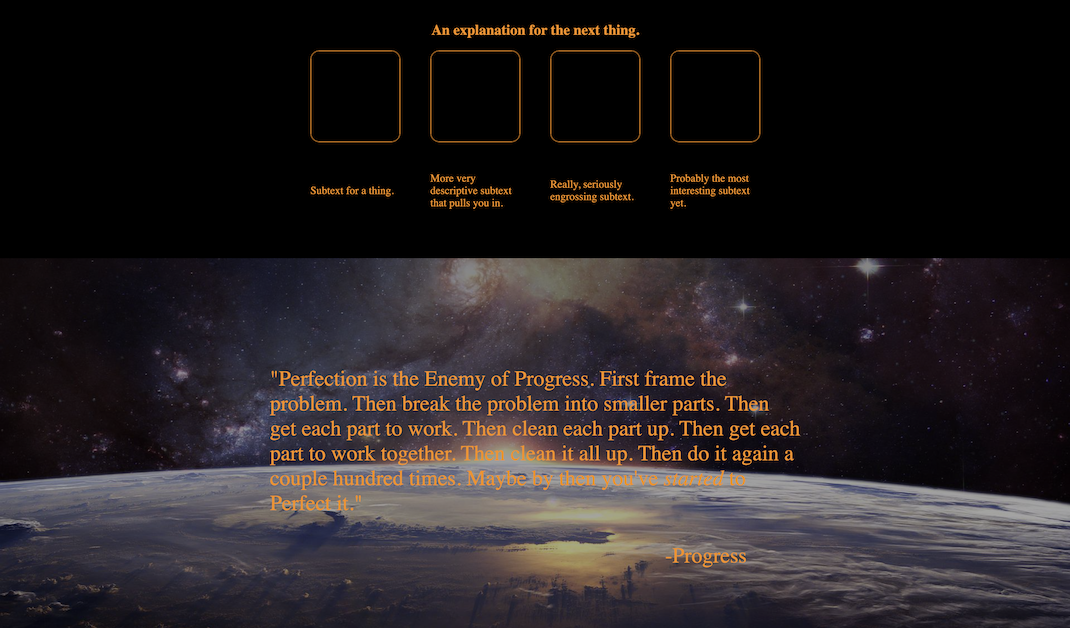 An explanation for the next thing.
Subtext for a thing.
More very
descriptive subtext
that pulls you in.
Really, seriously
engrossing subtext.
Probably the most
interesting subtext
yet.
"Perfection is the Enemy of Progress. First frame the
problem. Then break the problem into smaller parts. Then
get each part to work. Then clean each part up. Then get each
part to work together. Then clean it all up. Then do it again a
couple hundred times. Maybe by then you've started to
Perfect it."
-Progress